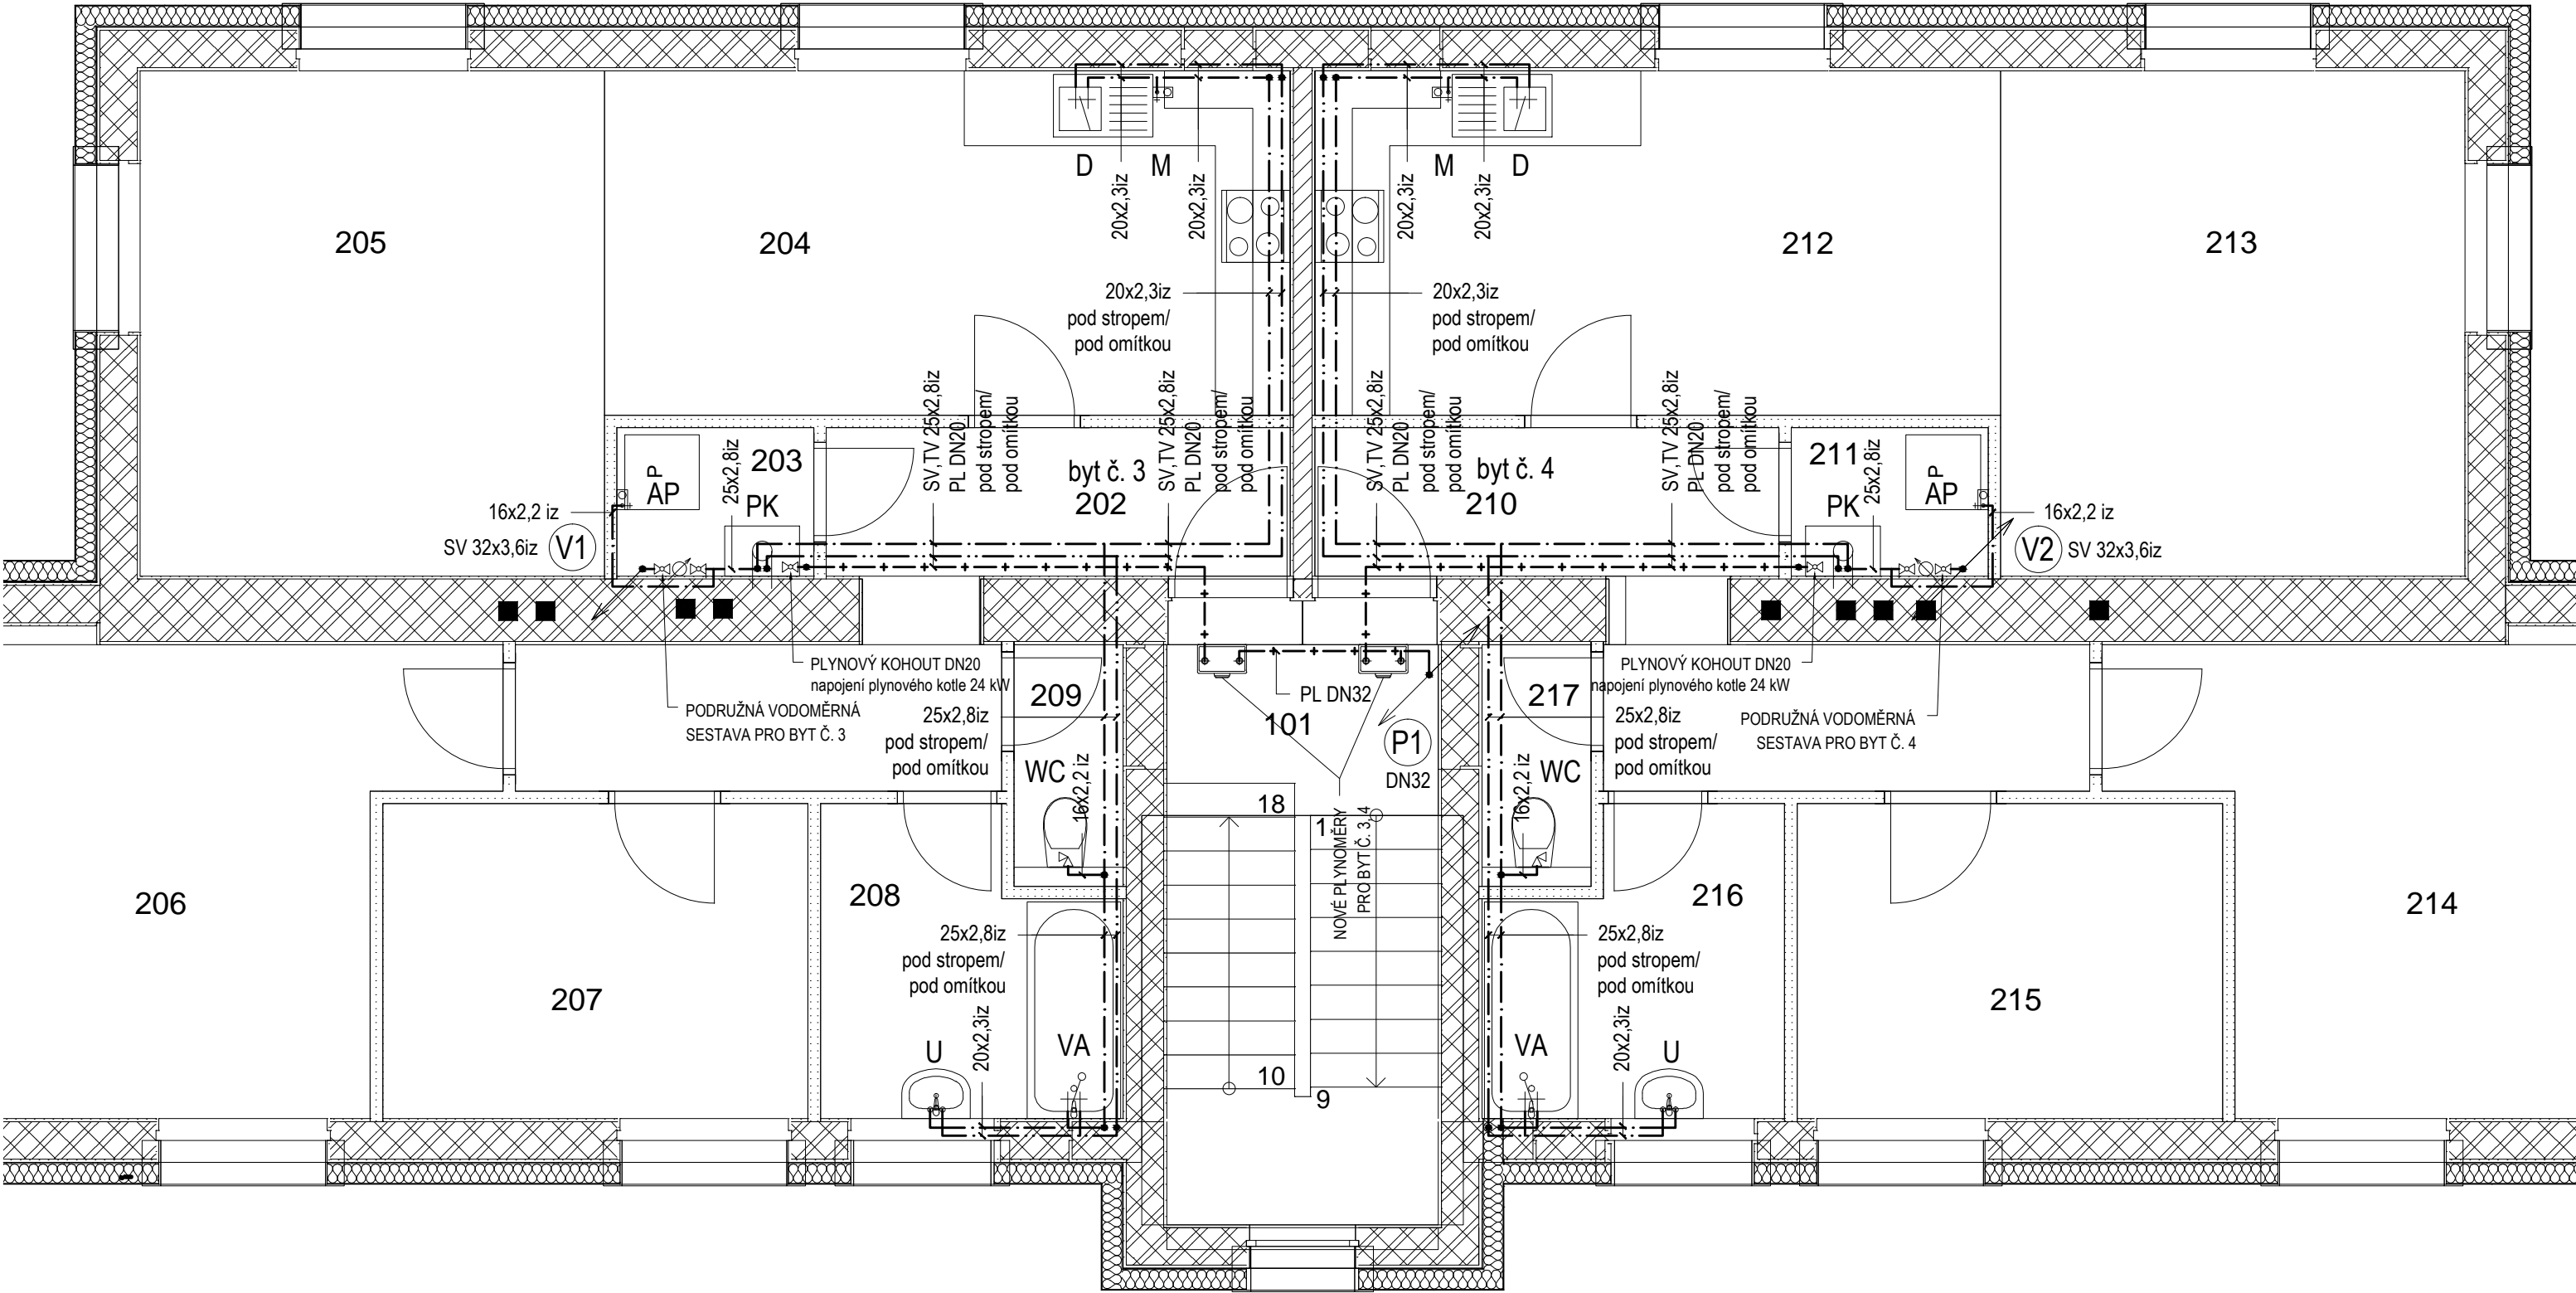 D
M
M
D
20x2,3iz
20x2,3iz
20x2,3iz
20x2,3iz
205
204
212
213
20x2,3iz
pod stropem/
pod omítkou
20x2,3iz
pod stropem/
pod omítkou
SV,TV 25x2,8iz
PL DN20
pod stropem/
pod omítkou
SV,TV 25x2,8iz
PL DN20
pod stropem/
pod omítkou
SV,TV 25x2,8iz
PL DN20
pod stropem/
pod omítkou
SV,TV 25x2,8iz
PL DN20
pod stropem/
pod omítkou
P
AP
25x2,8iz
203
PK
byt č. 3
202
byt č. 4
210
211
PK
25x2,8iz
P
AP
16x2,2 iz
SV 32x3,6iz
V1
16x2,2 iz
V2
SV 32x3,6iz
PLYNOVÝ KOHOUT DN20
napojení plynového kotle 24 kW
PODRUŽNÁ VODOMĚRNÁ
SESTAVA PRO BYT Č. 3
PLYNOVÝ KOHOUT DN20
napojení plynového kotle 24 kW
PODRUŽNÁ VODOMĚRNÁ
SESTAVA PRO BYT Č. 4
209
25x2,8iz
pod stropem/
pod omítkou
PL DN32
101
P1
DN32
217
25x2,8iz
pod stropem/
pod omítkou
WC
16x2,2 iz
WC
16x2,2 iz
18
1
NOVÉ PLYNOMĚRY
PRO BYT Č. 3, 4
206
207
208
216
215
214
25x2,8iz
pod stropem/
pod omítkou
25x2,8iz
pod stropem/
pod omítkou
20x2,3iz
20x2,3iz
U
VA
10
9
VA
U